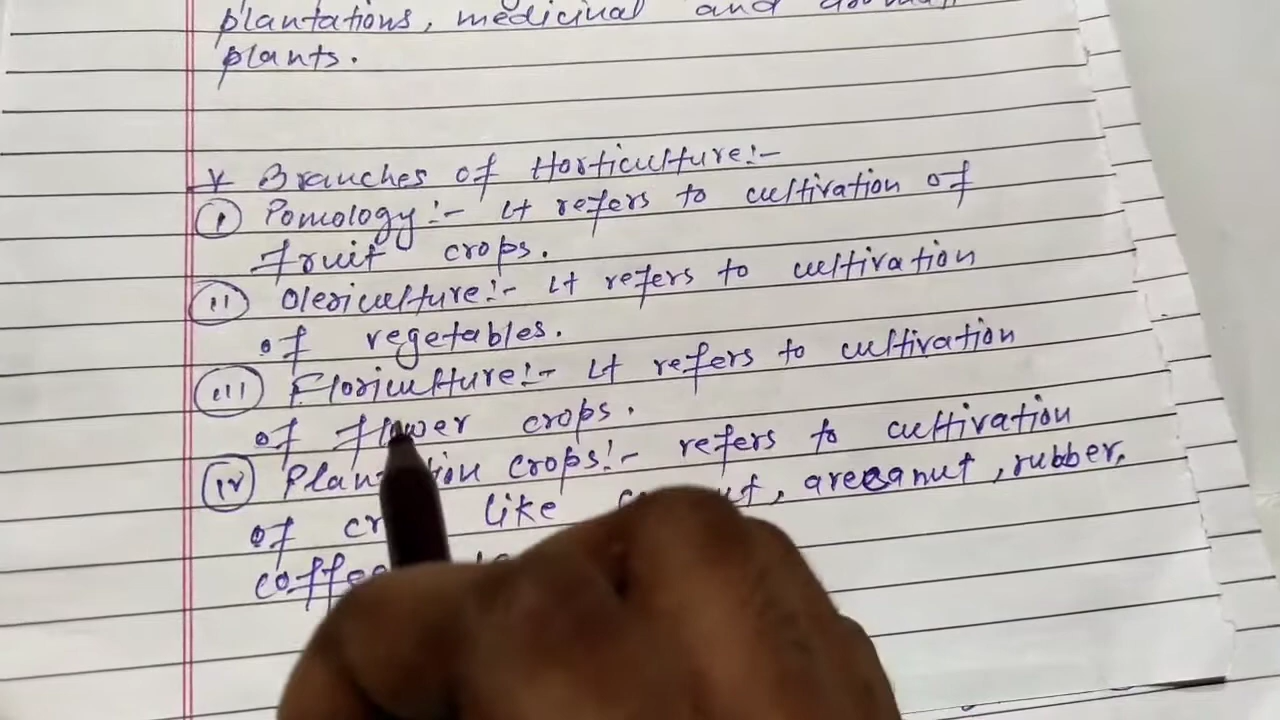 plantations, medicinal and
plants.
* Branches of Horticulture:-
(i) Pomology:- It refers to cultivation of
fruit crops.
(ii) Olericulture:- It refers to cultivation
of vegetables.
(iii) Floriculture:- It refers to cultivation
of flower crops.
(iv) Plantation crops:- refers to cultivation
of like , arecanut, rubber,
coffee